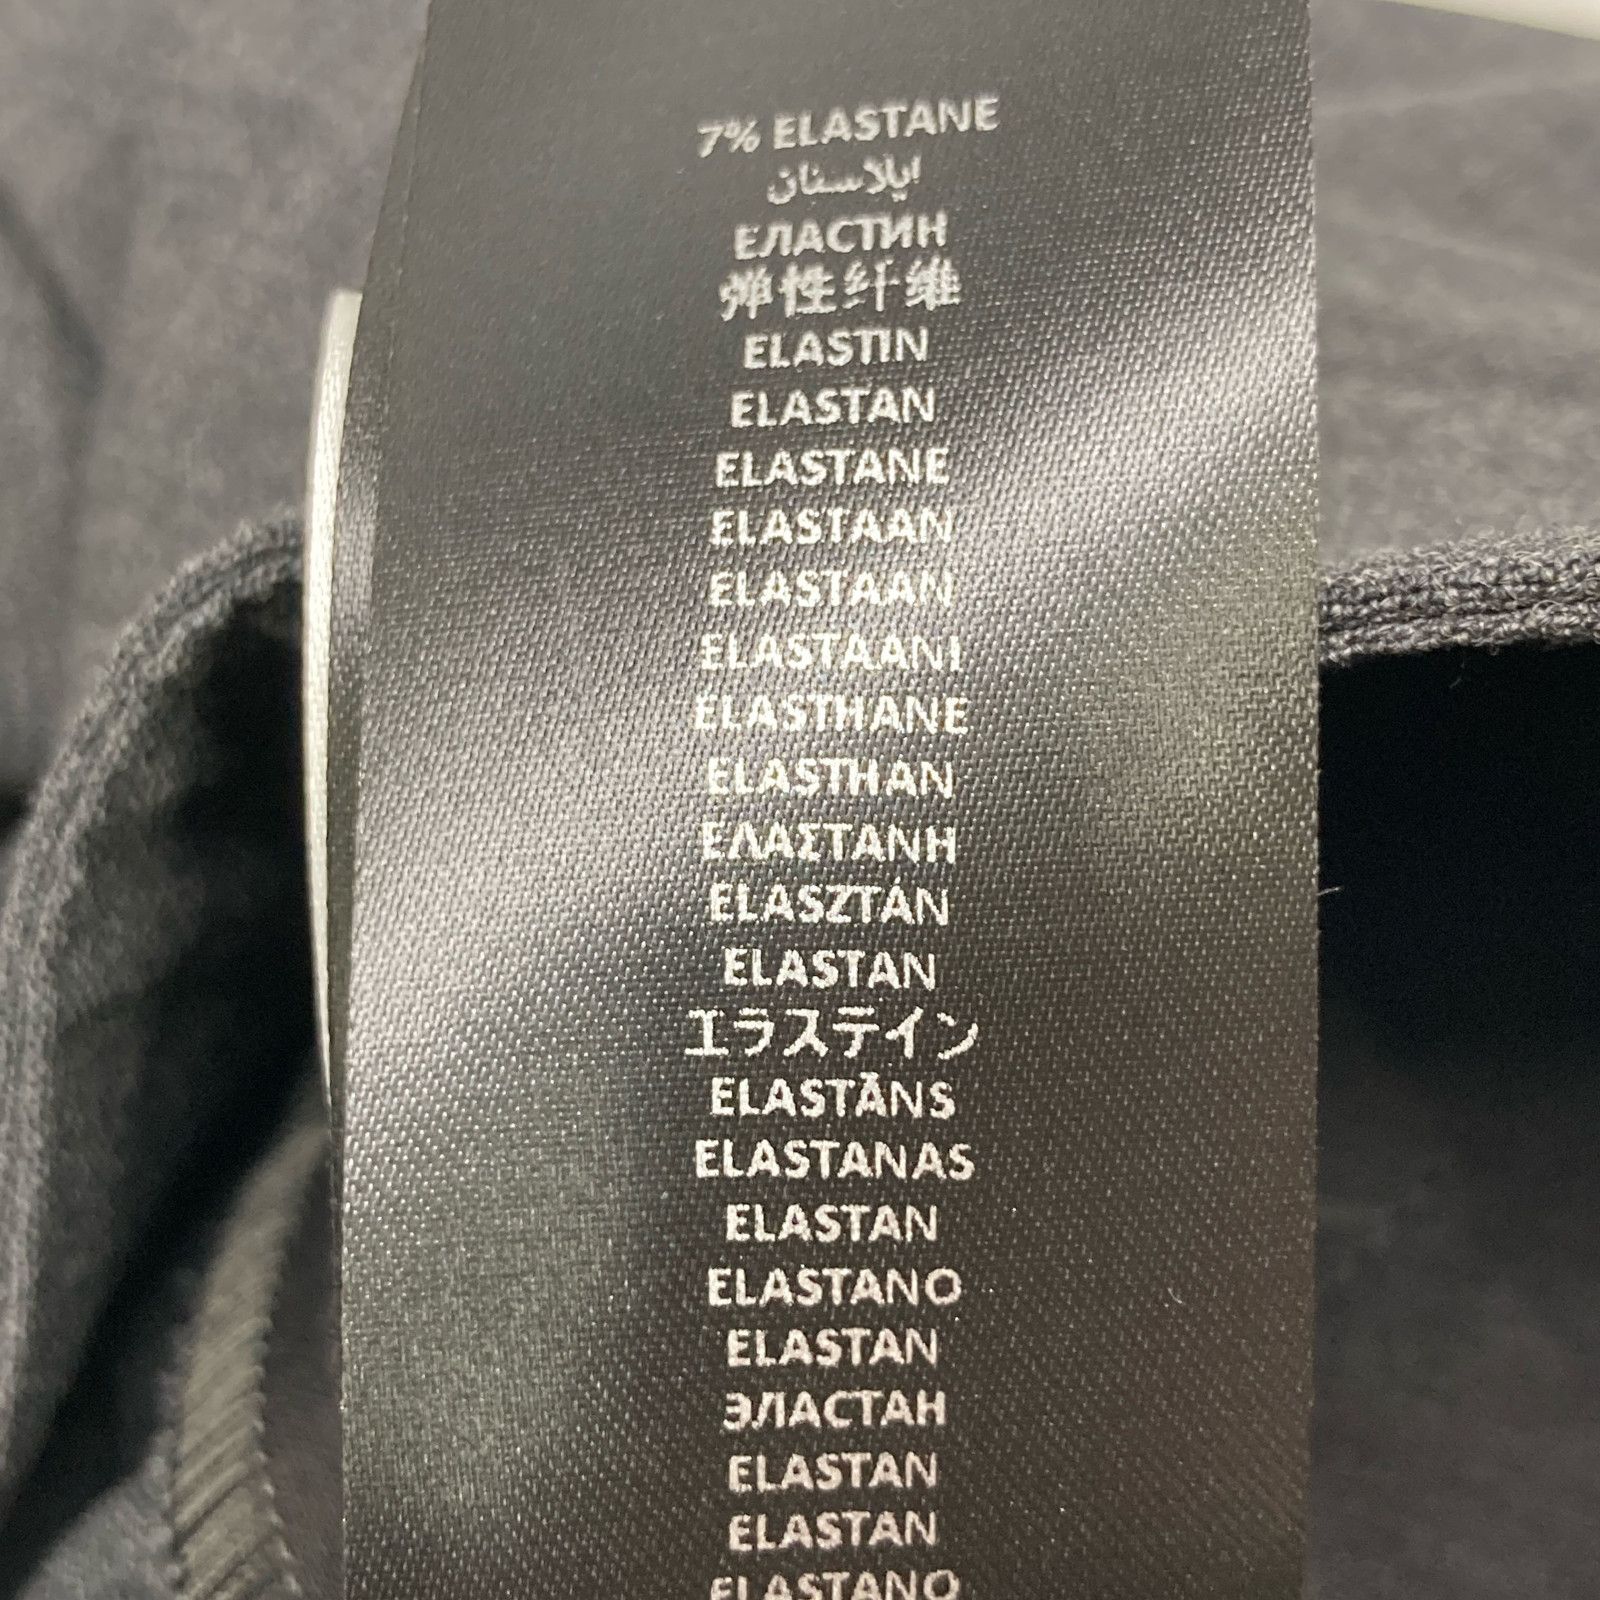 7% ELASTANE
ايلاستان
ЕЛАСТИН
弹性纤维
ELASTIN
ELASTAN
ELASTANE
ELASTAAN
ELASTAAN
ELASTAANI
ELASTHANE
ELASTHAN
ΕΛΑΣΤΑΝΗ
ELASZTÁN
ELASTAN
エラステイン
ELASTĀNS
ELASTANAS
ELASTAN
ELASTANO
ELASTAN
ЭЛАСТАН
ELASTAN
ELASTAN
ELASTANO